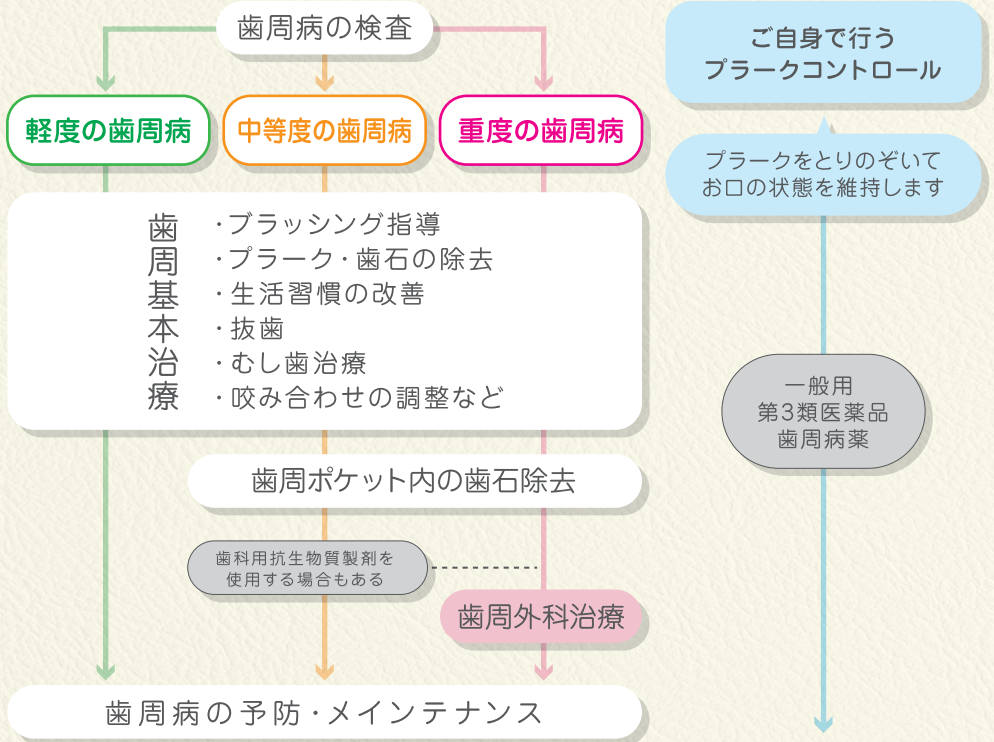 歯周病の検査
軽度の歯周病
中等度の歯周病
重度の歯周病
歯周基本治療
・ブラッシング指導
・プラーク・歯石の除去
・生活習慣の改善
・抜歯
・むし歯治療
・咬み合わせの調整など
歯周ポケット内の歯石除去
歯科用抗生物質製剤を
使用する場合もある
歯周外科治療
歯周病の予防・メインテナンス
ご自身で行う
プラークコントロール
プラークをとりのぞいて
お口の状態を維持します
一般用
第3類医薬品
歯周病薬